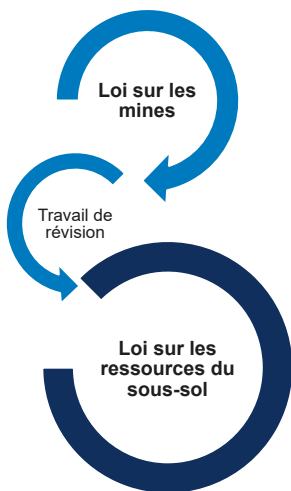 Loi sur les
mines
Travail de
révision
Loi sur les
ressources du
sous-sol